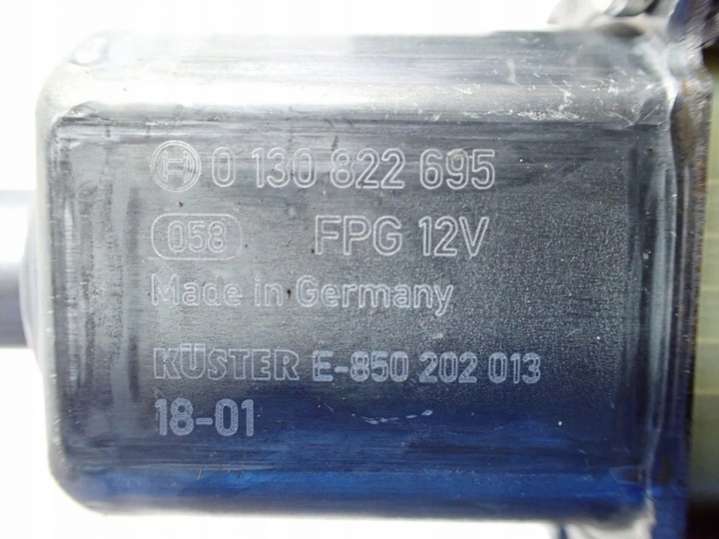 0 130 822 695
058 FPG 12V
Made in Germany
KÜSTER E-850 202 013
18-01